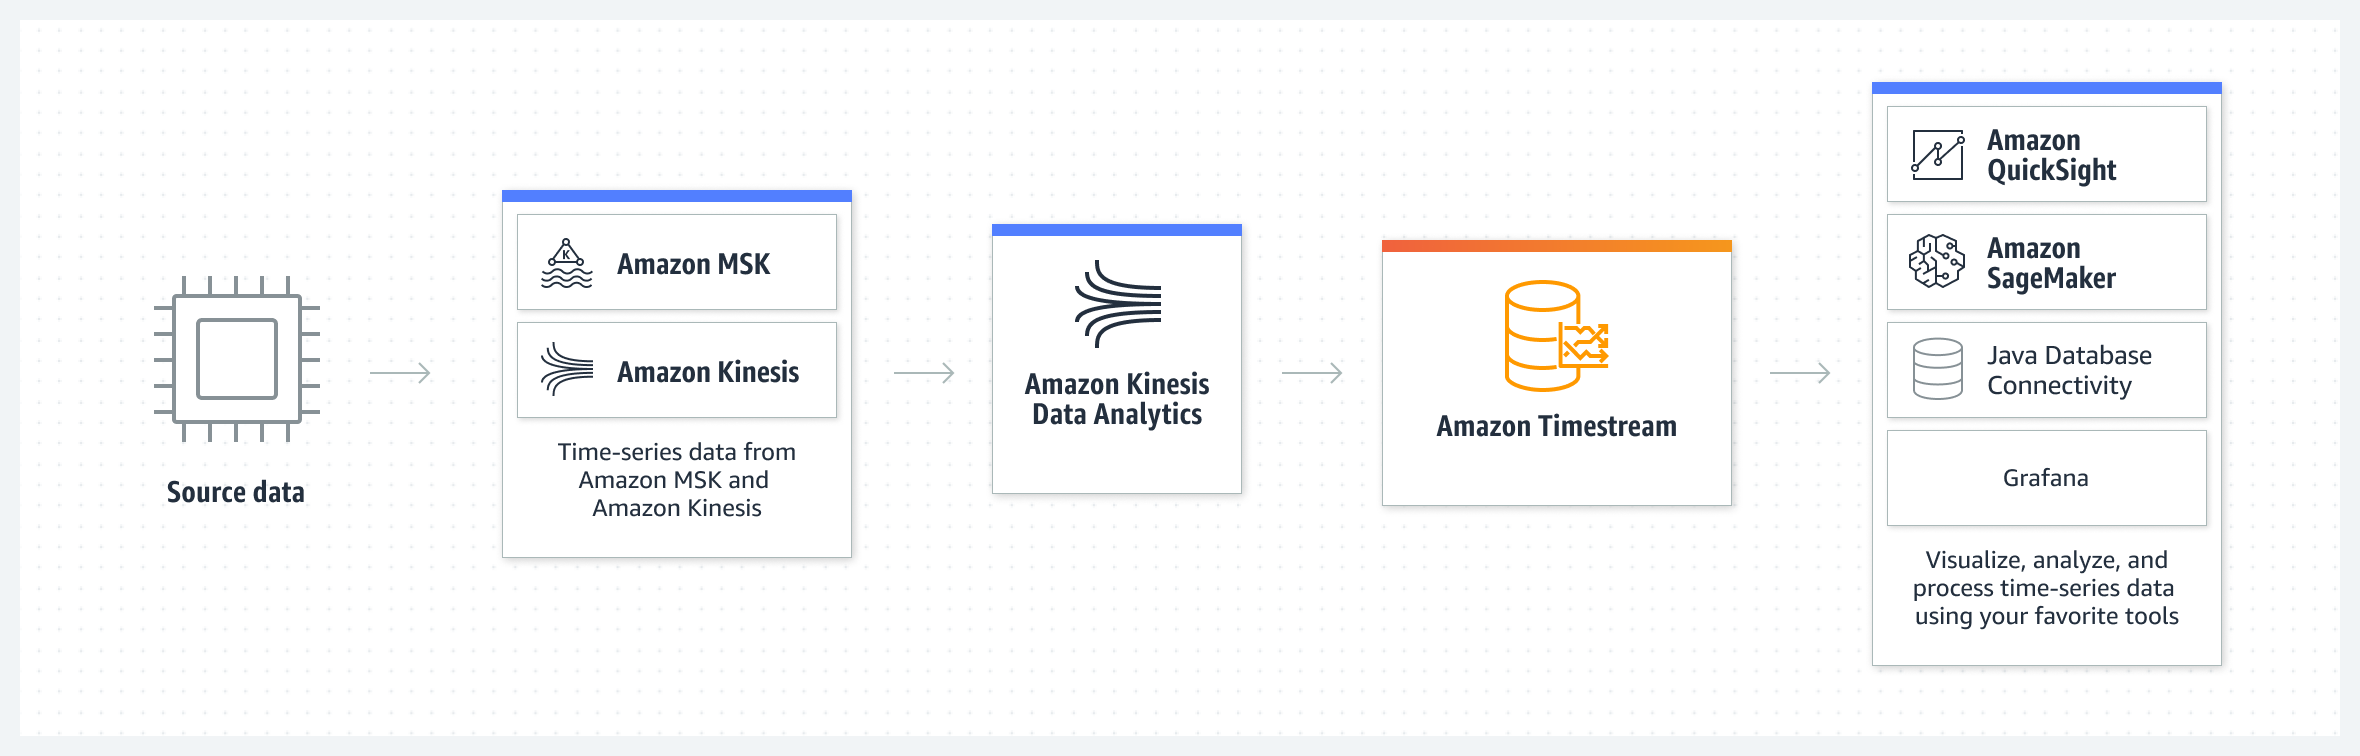 Source data
K
Amazon MSK
Amazon Kinesis
Time-series data from
Amazon MSK and
Amazon Kinesis
Amazon Kinesis
Data Analytics
Amazon Timestream
Amazon
QuickSight
Amazon
SageMaker
Java Database
Connectivity
Grafana
Visualize, analyze, and
process time-series data
using your favorite tools